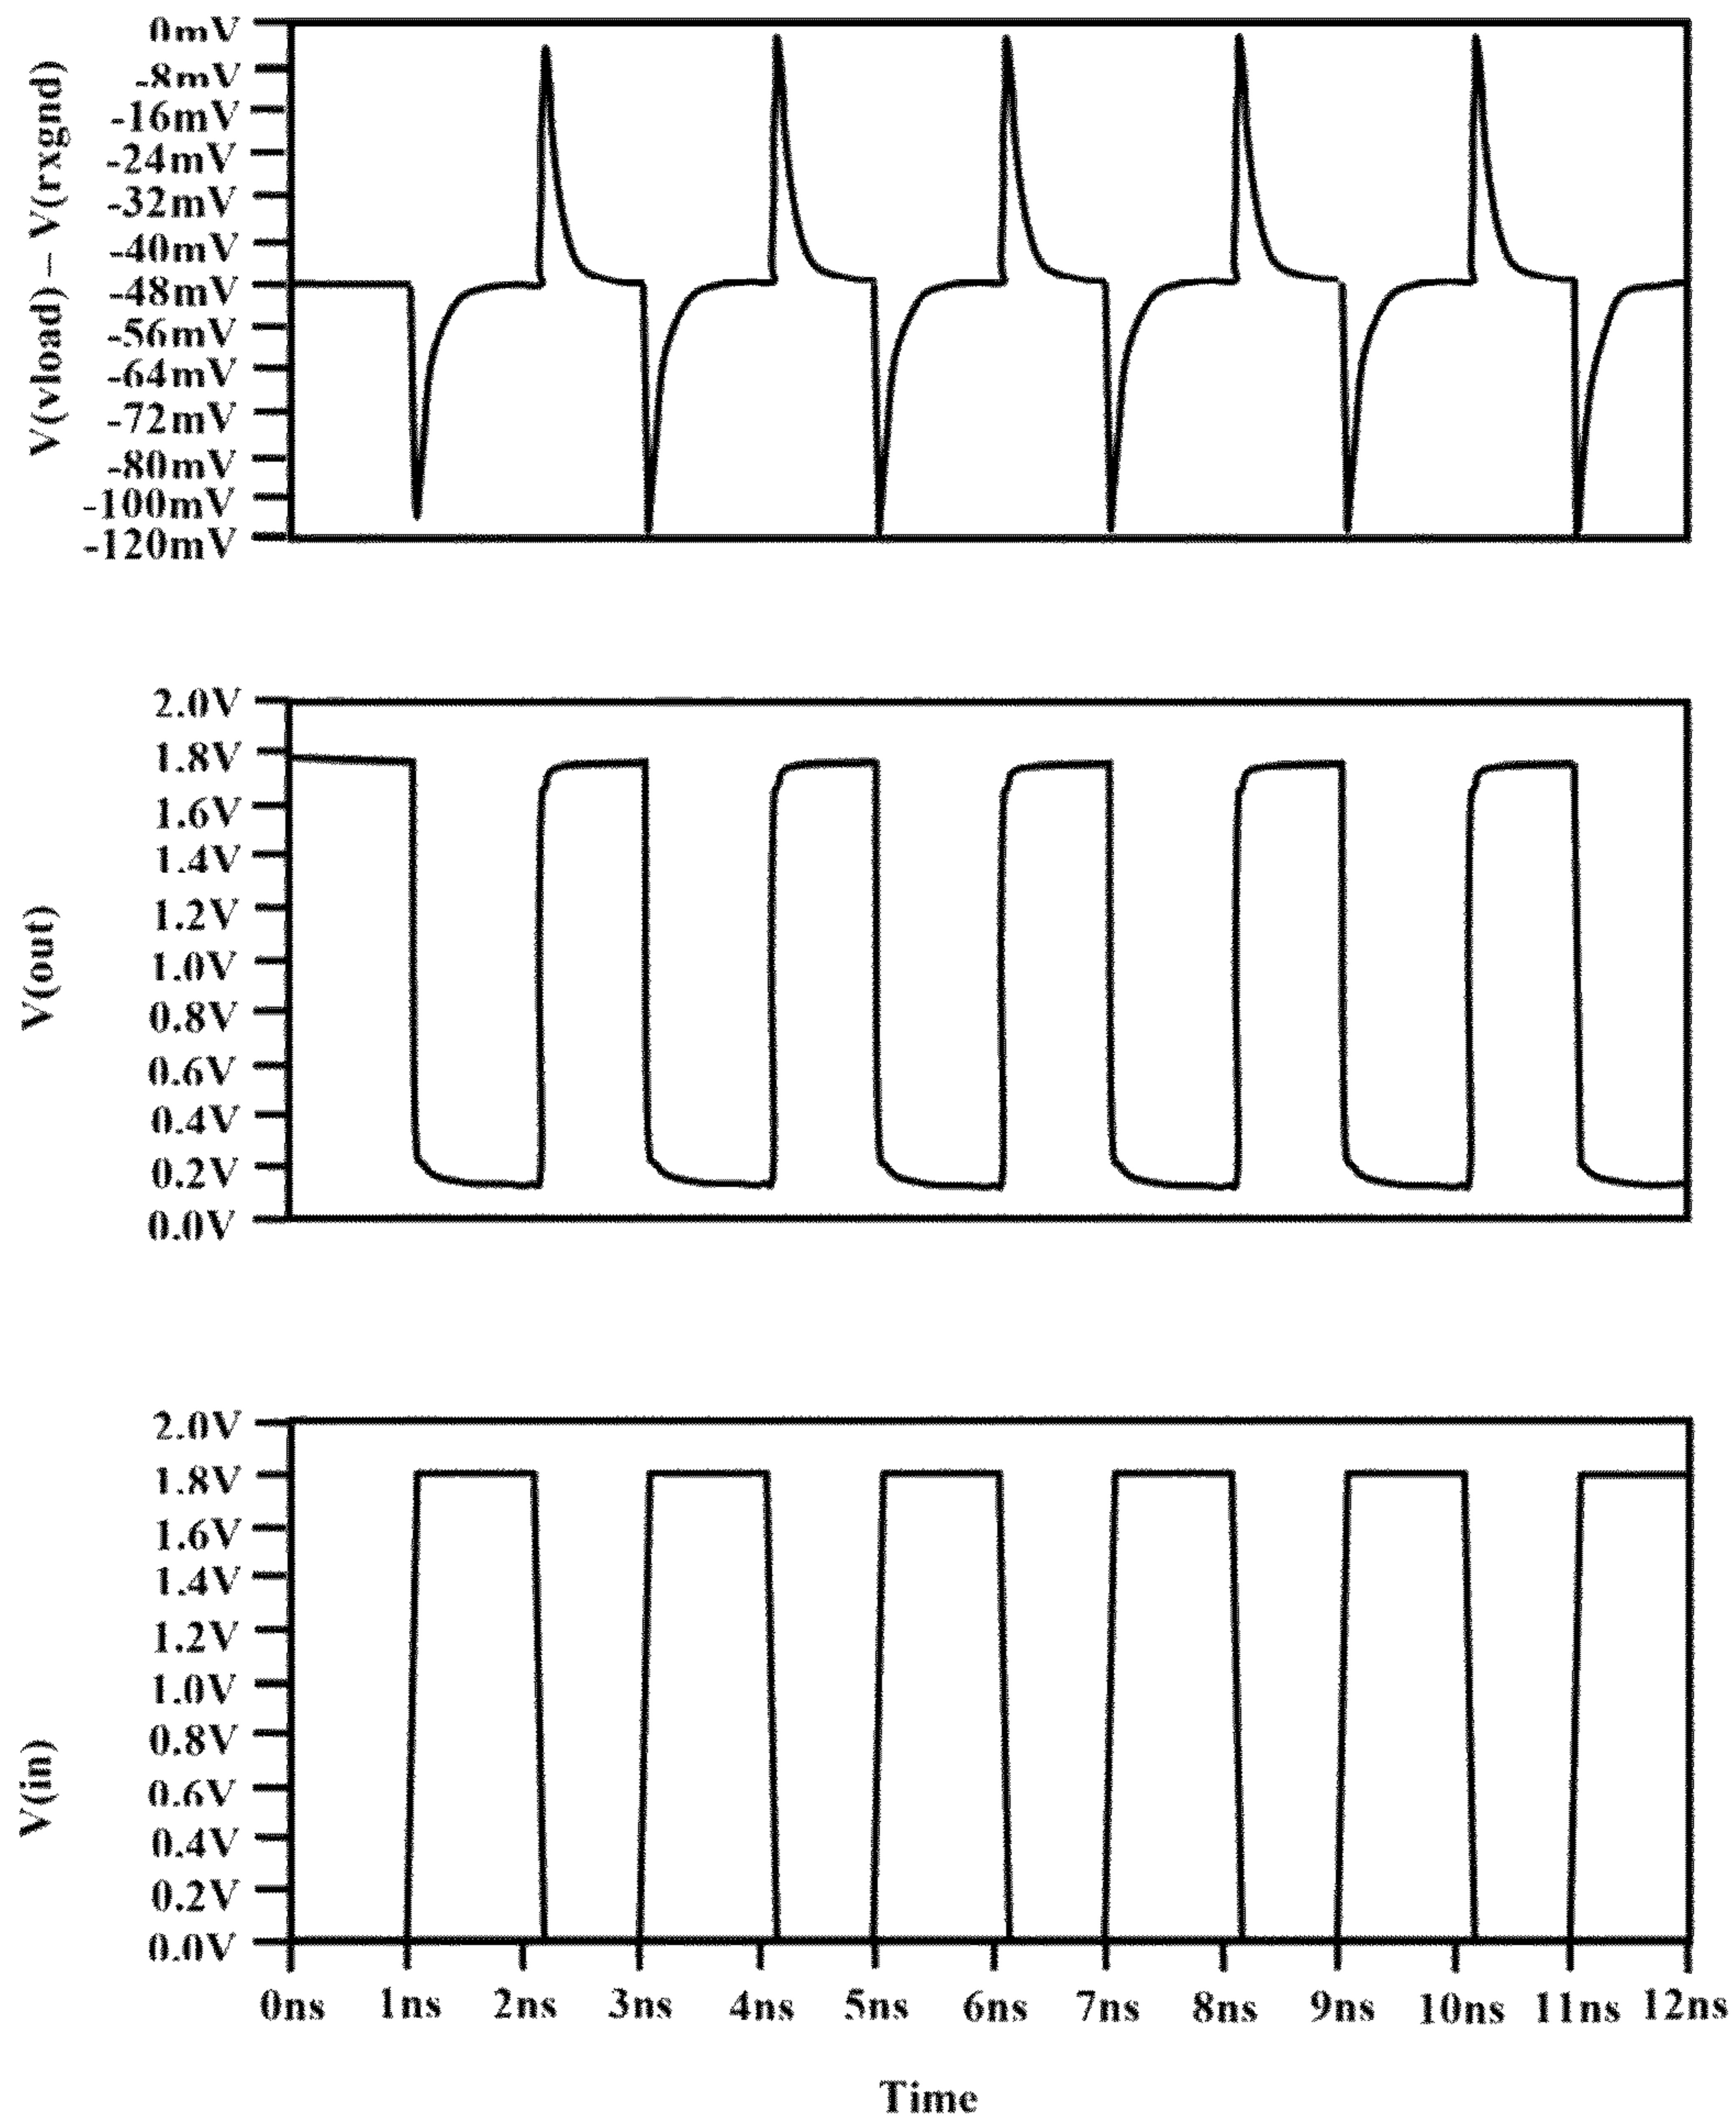 V(vload) – V(rxgnd)
0mV
-8mV
-16mV
-24mV
-32mV
-40mV
-48mV
-56mV
-64mV
-72mV
-80mV
-100mV
-120mV
V(out)
2.0V
1.8V
1.6V
1.4V
1.2V
1.0V
0.8V
0.6V
0.4V
0.2V
0.0V
V(in)
2.0V
1.8V
1.6V
1.4V
1.2V
1.0V
0.8V
0.6V
0.4V
0.2V
0.0V
0ns 1ns 2ns 3ns 4ns 5ns 6ns 7ns 8ns 9ns 10ns 11ns 12ns
Time